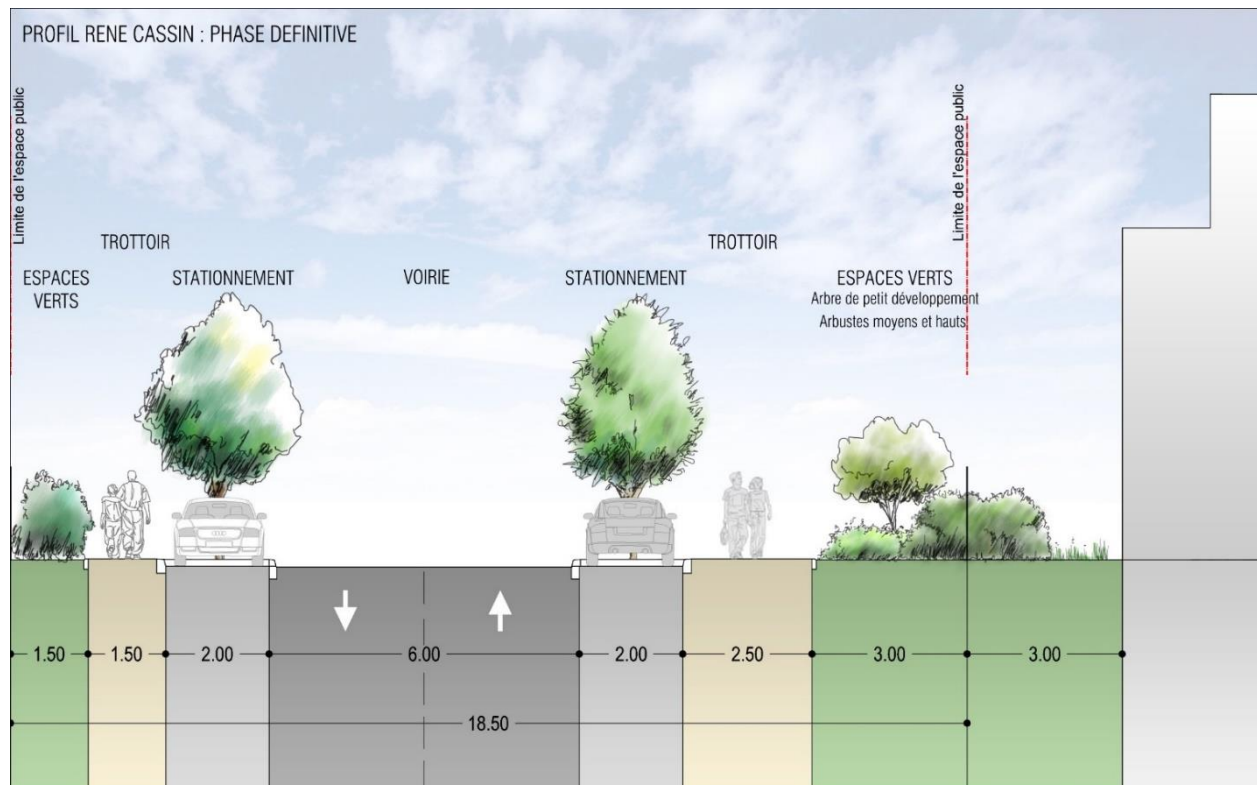 PROFIL RENE CASSIN : PHASE DEFINITIVE
Limite de l'espace public
Limite de l'espace public
TROTTOIR
TROTTOIR
ESPACES
VERTS
STATIONNEMENT
VOIRIE
STATIONNEMENT
ESPACES VERTS
Arbre de petit développement
Arbustes moyens et hauts
1.50
1.50
2.00
6.00
2.00
2.50
3.00
3.00
18.50